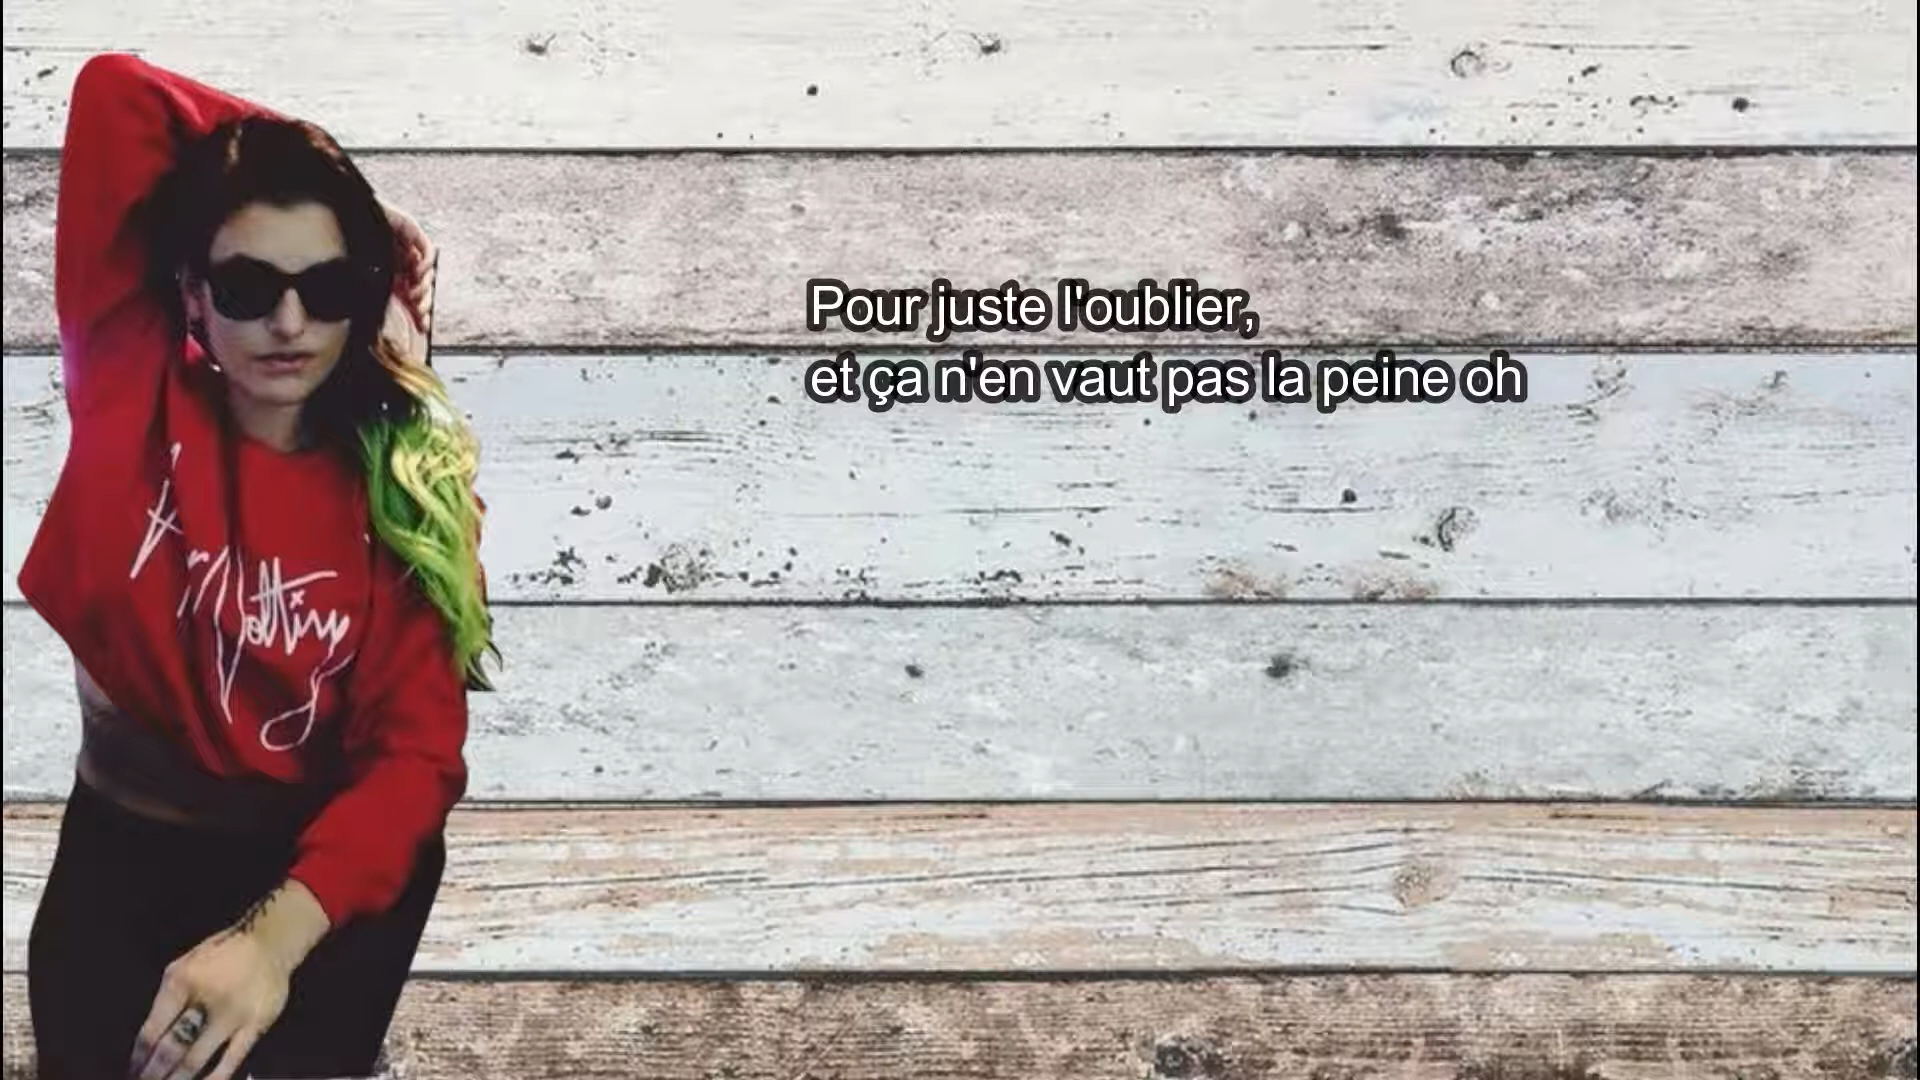 Pour juste l'oublier,
et ça n'en vaut pas la peine oh